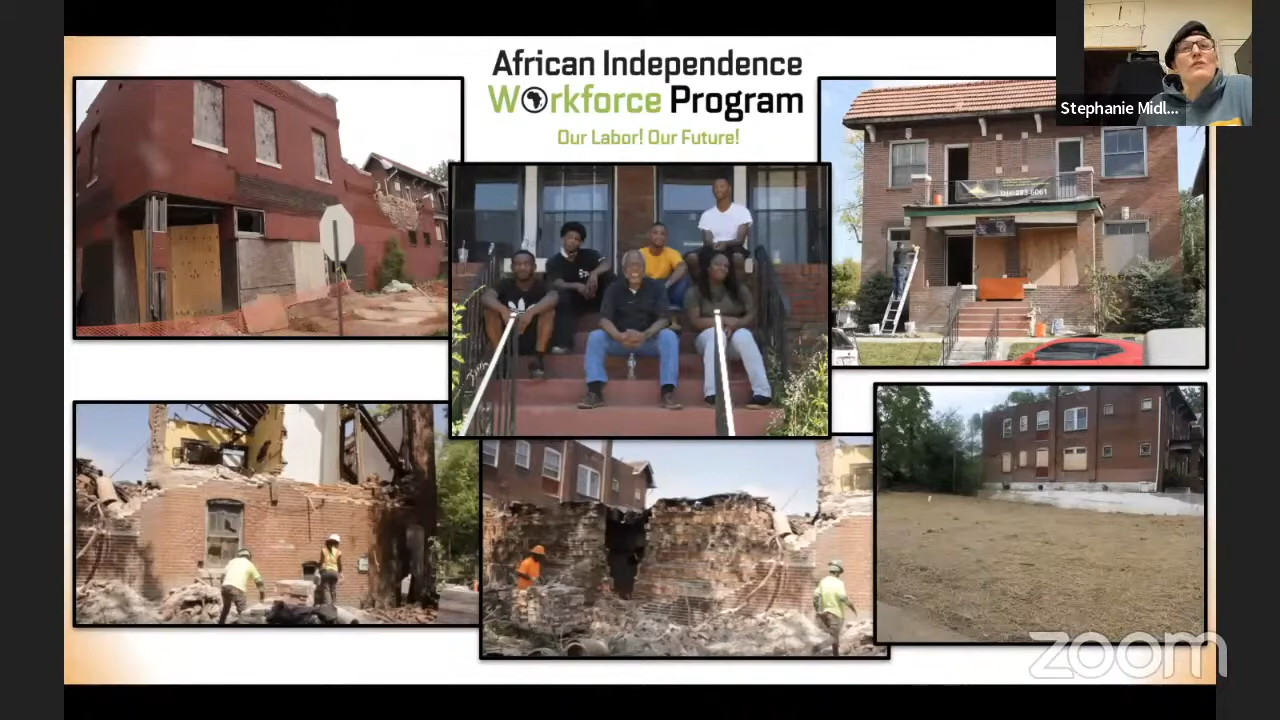 African Independence
Workforce Program
Our Labor! Our Future!
Stephanie Midl...
zoom